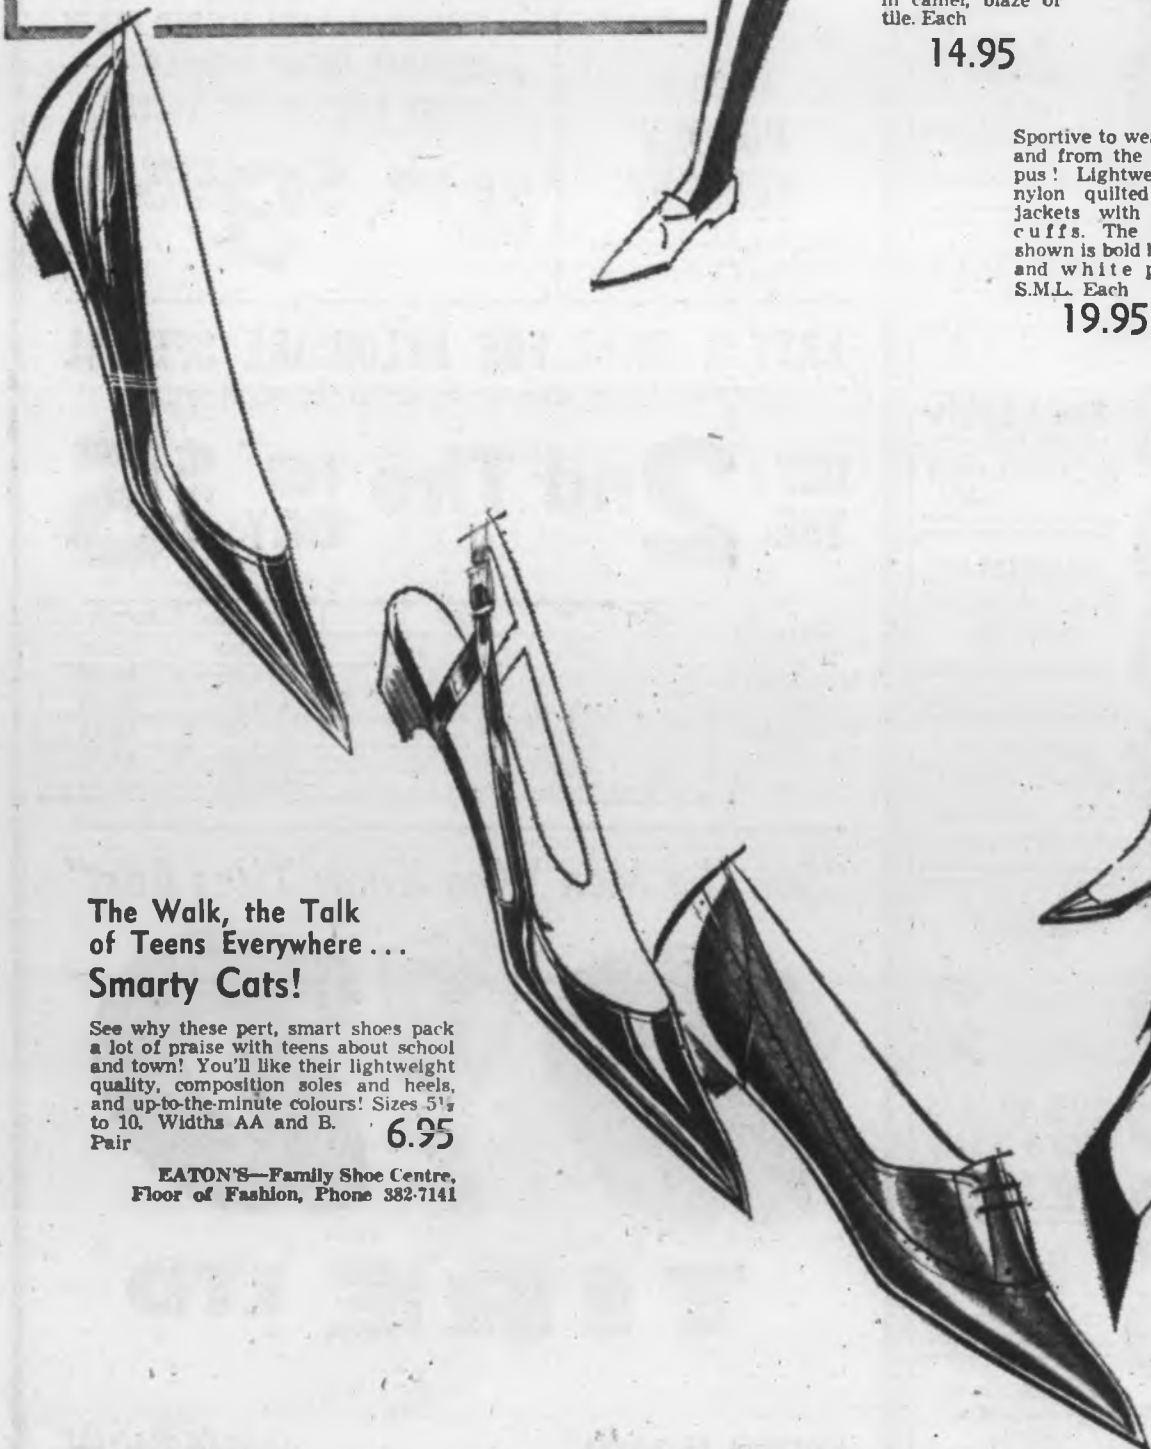 tile. Each
14.95
Sportive to
and from the
pus ! Lightwe
nylon quilted
jackets with
cuffs. The
shown is bold
and white p
S.M.L. Each
19.95
The Walk, the Talk
of Teens Everywhere...
Smarty Cats!
See why these pert, smart shoes pack
a lot of praise with teens about school
and town! You'll like their lightweight
quality, composition soles and heels,
and up-to-the-minute colours! Sizes 5½
to 10. Widths AA and B.
Pair 6.95
EATON'S—Family Shoe Centre,
Floor of Fashion, Phone 382-7141